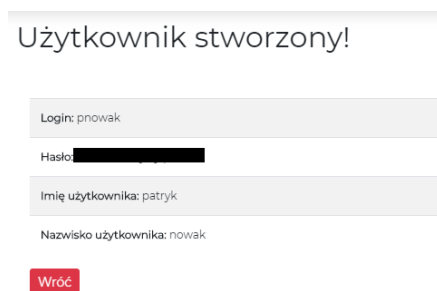 Użytkownik stworzony!
Login: pnowak
Hasło:
Imię użytkownika: patryk
Nazwisko użytkownika: nowak
Wróć